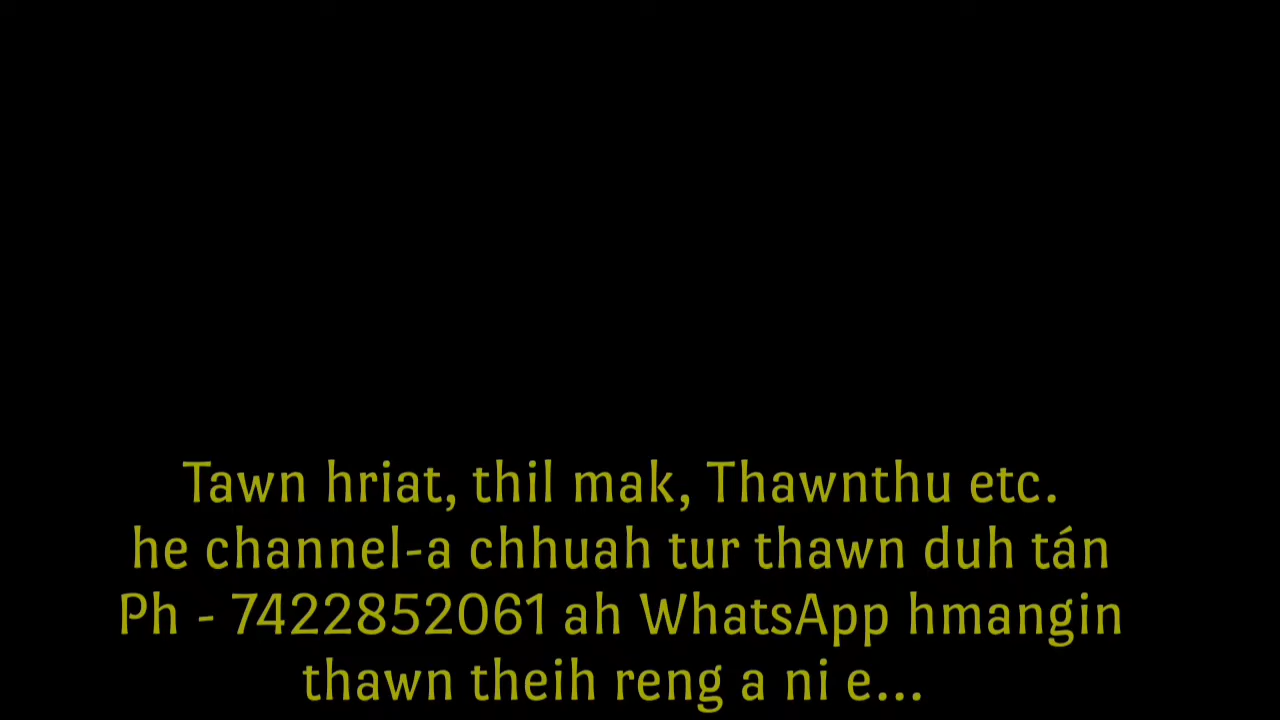 Tawn hriat, thil mak, Thawnthu etc.
he channel-a chhuah tur thawn duh tán
Ph - 7422852061 ah WhatsApp hmangin
thawn theih reng a ni e...